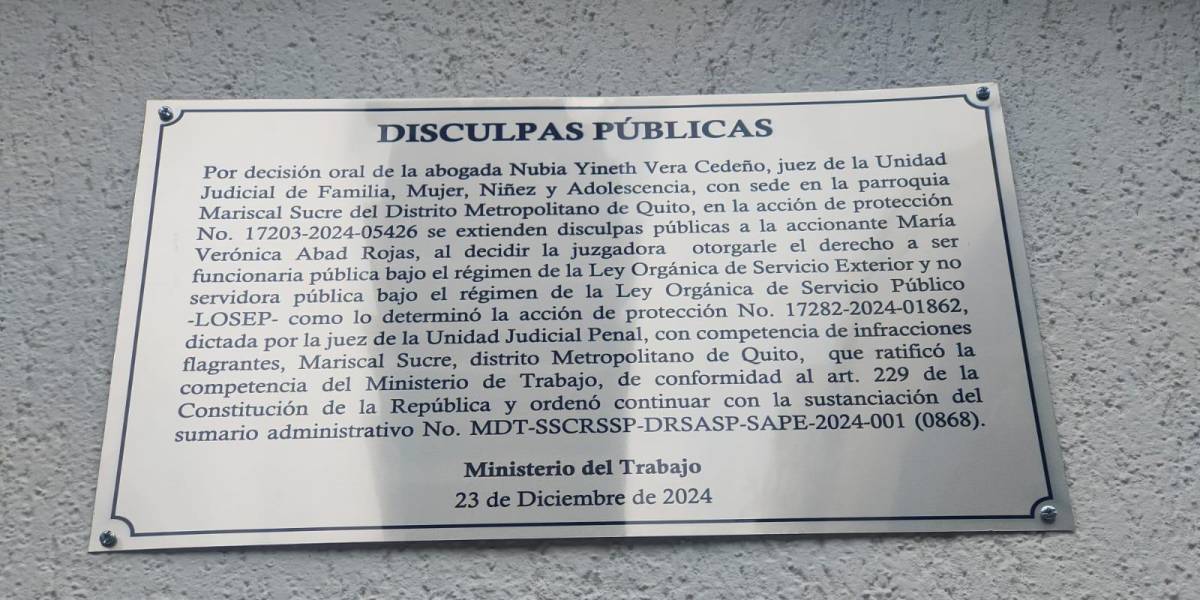 DISCULPAS PÚBLICAS
Por decisión oral de la abogada Nubia Yineth Vera Cedeño, juez de la Unidad
Judicial de Familia, Mujer, Niñez y Adolescencia, con sede en la parroquia
Mariscal Sucre del Distrito Metropolitano de Quito, en la acción de protección
No. 17203-2024-05426 se extienden disculpas públicas a la accionante María
Verónica Abad Rojas, al decidir la juzgadora otorgarle el derecho a ser
funcionaria pública bajo el régimen de la Ley Orgánica de Servicio Exterior y no
servidora pública bajo el régimen de la Ley Orgánica de Servicio Público
-LOSEP- como lo determinó la acción de protección No. 17282-2024-01862,
dictada por la juez de la Unidad Judicial Penal, con competencia de infracciones
flagrantes, Mariscal Sucre, distrito Metropolitano de Quito, que ratificó la
competencia del Ministerio de Trabajo, de conformidad al art. 229 de la
Constitución de la República y ordenó continuar con la sustanciación del
sumario administrativo No. MDT-SSCRSSP-DRSASP-SAPE-2024-001 (0868).
Ministerio del Trabajo
23 de Diciembre de 2024